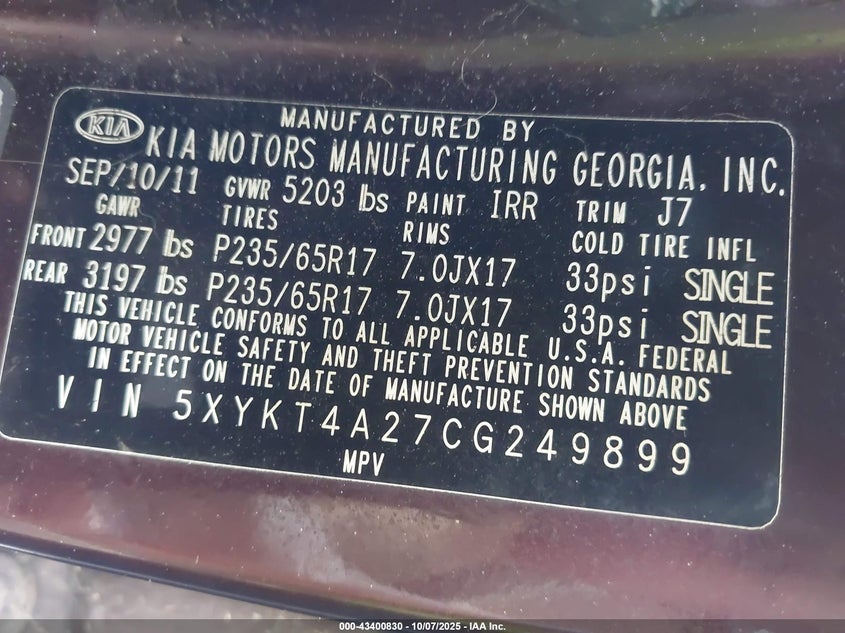 MANUFACTURED BY
KIA KIA MOTORS MANUFACTURING GEORGIA, INC.
SEP/10/11 GVWR 5203 lbs PAINT IRR TRIM J7
GAWR TIRES RIMS COLD TIRE INFL
FRONT 2977 lbs P235/65R17 7.0JX17 33psi SINGLE
REAR 3197 lbs P235/65R17 7.0JX17 33psi SINGLE
THIS VEHICLE CONFORMS TO ALL APPLICABLE U.S.A. FEDERAL
MOTOR VEHICLE SAFETY AND THEFT PREVENTION STANDARDS
IN EFFECT ON THE DATE OF MANUFACTURE SHOWN ABOVE
VIN 5XYKT4A27CG249899
MPV
000-43400830 - 10/07/2025 - IAA Inc.